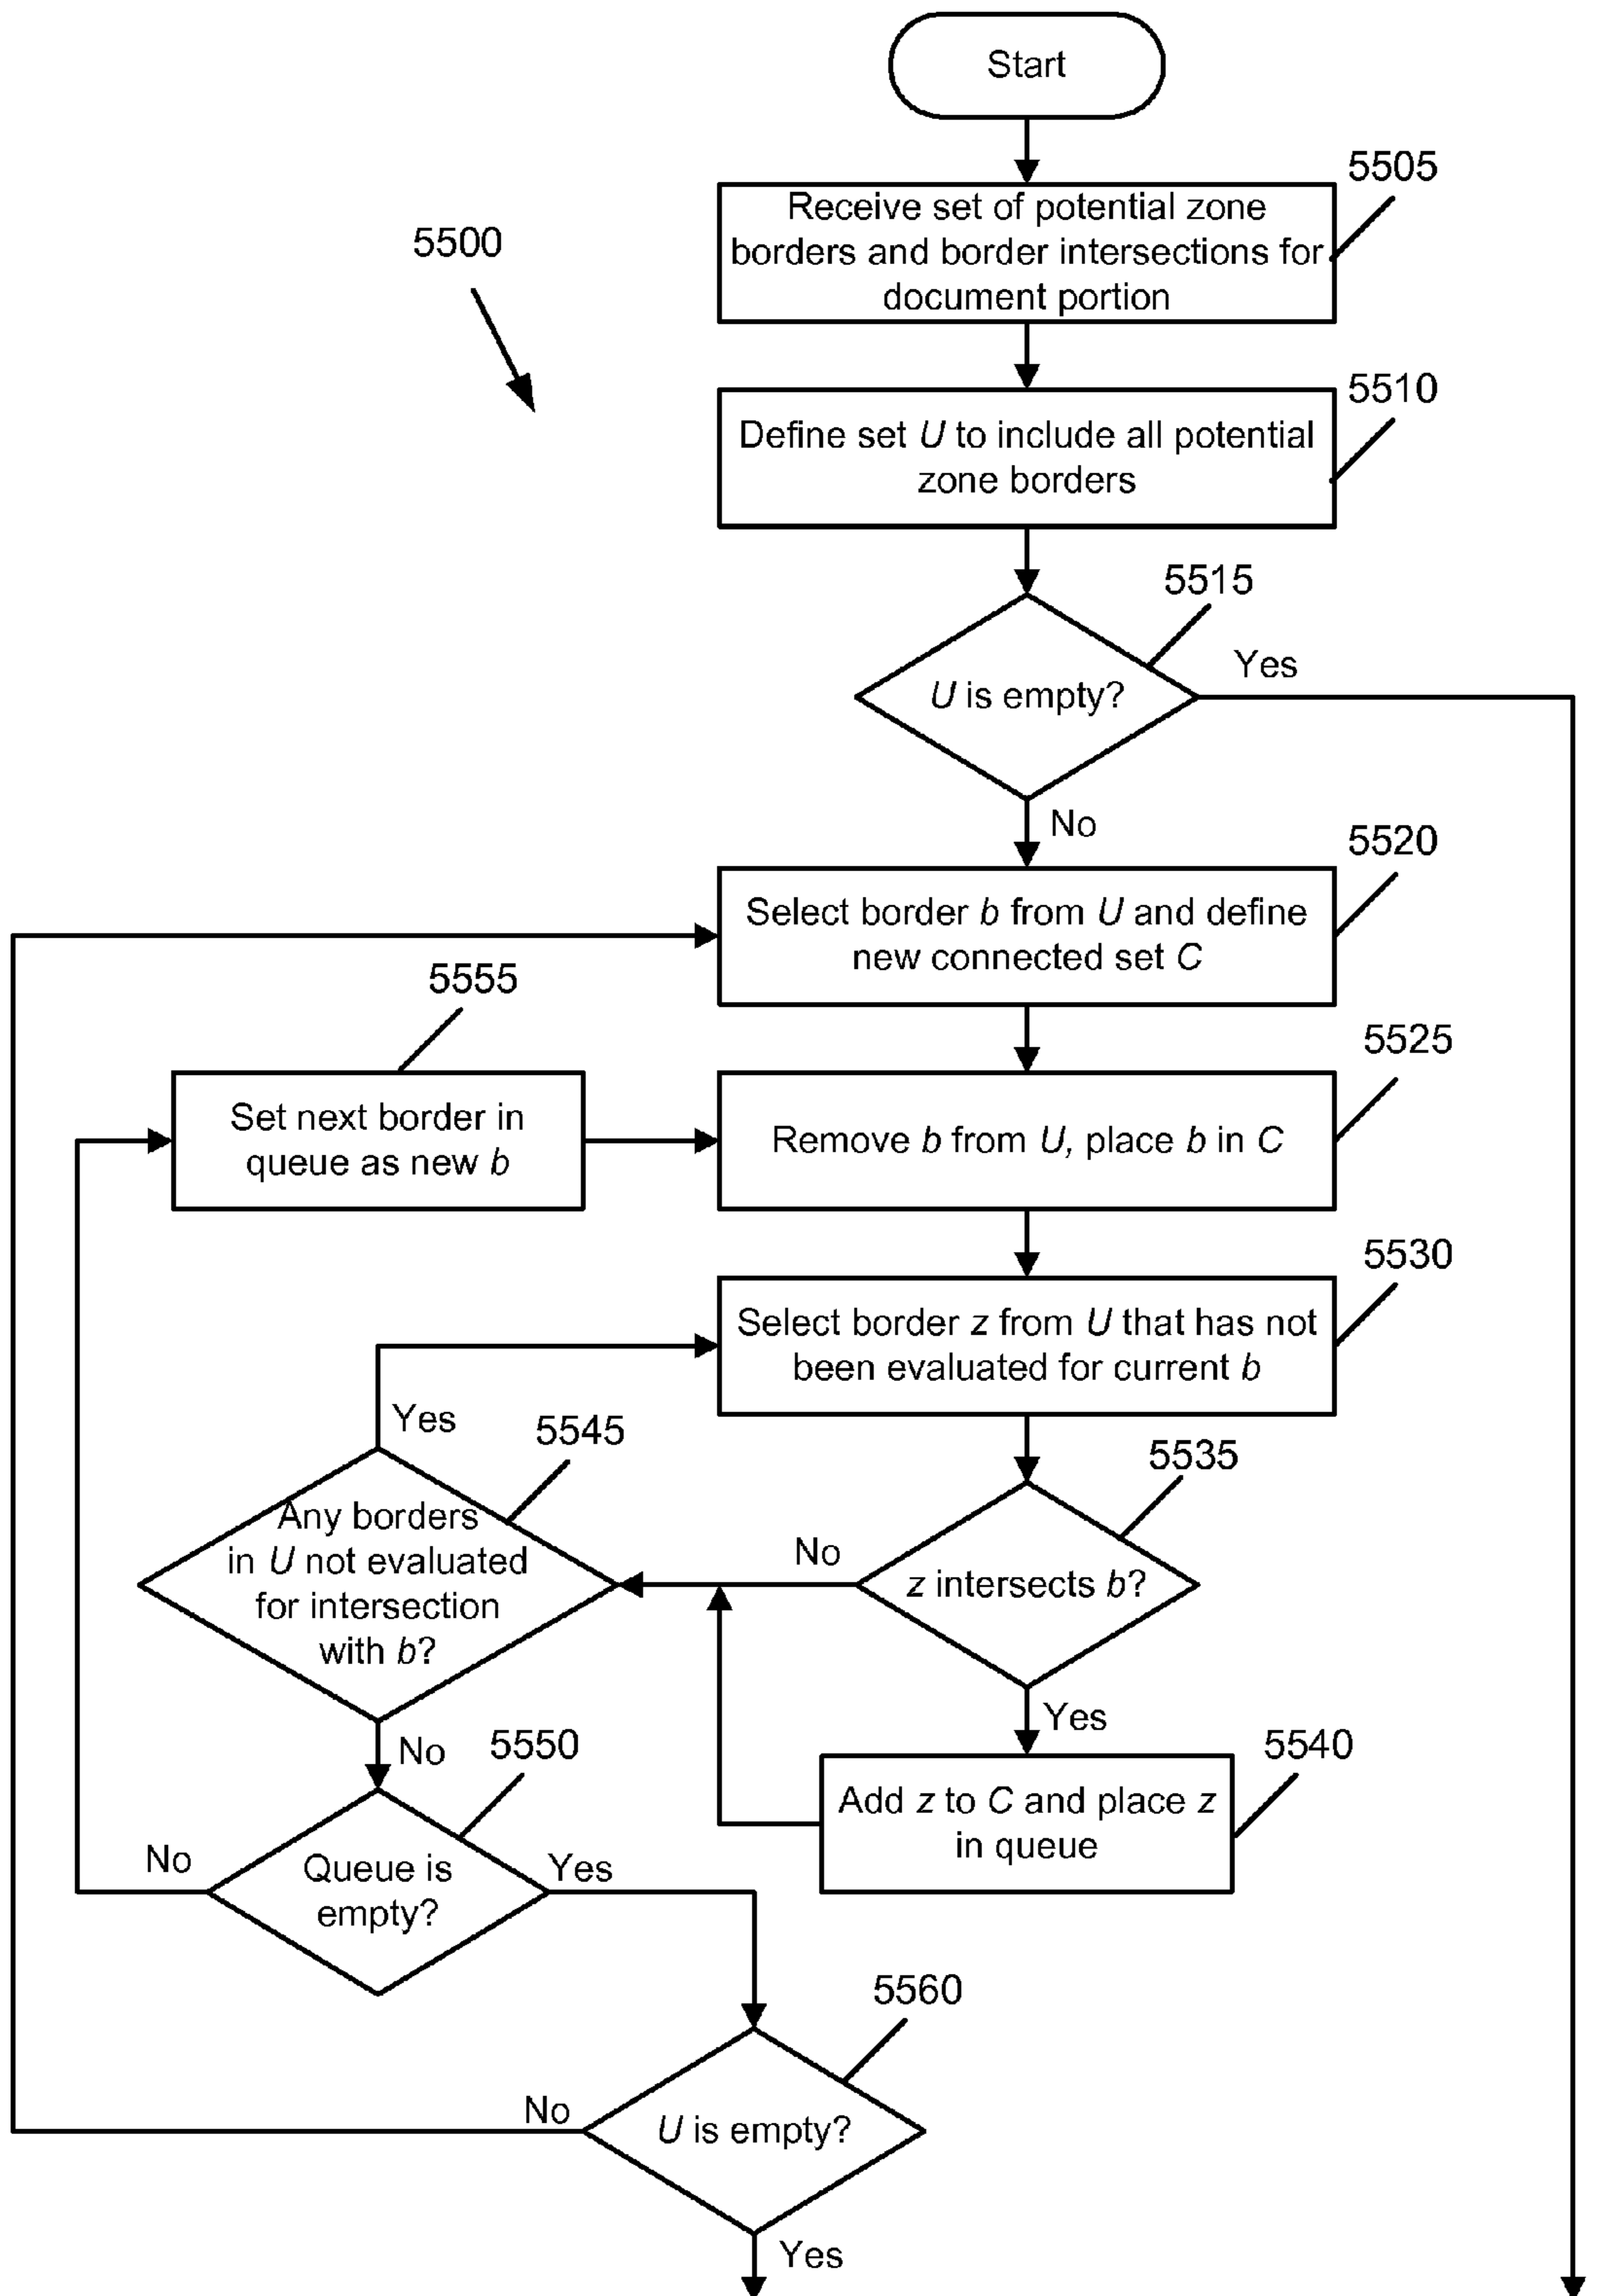 Start
5505
Receive set of potential zone
borders and border intersections for
document portion
5500
5510
Define set U to include all potential
zone borders
5515
U is empty?
Yes
No
5520
Select border b from U and define
new connected set C
5555
Set next border in
queue as new b
5525
Remove b from U, place b in C
5530
Select border z from U that has not
been evaluated for current b
Yes
5545
Any borders
in U not evaluated
for intersection
with b?
5535
No
z intersects b?
Yes
5540
Add z to C and place z
in queue
No
5550
No
Queue is
empty?
Yes
5560
No
U is empty?
Yes